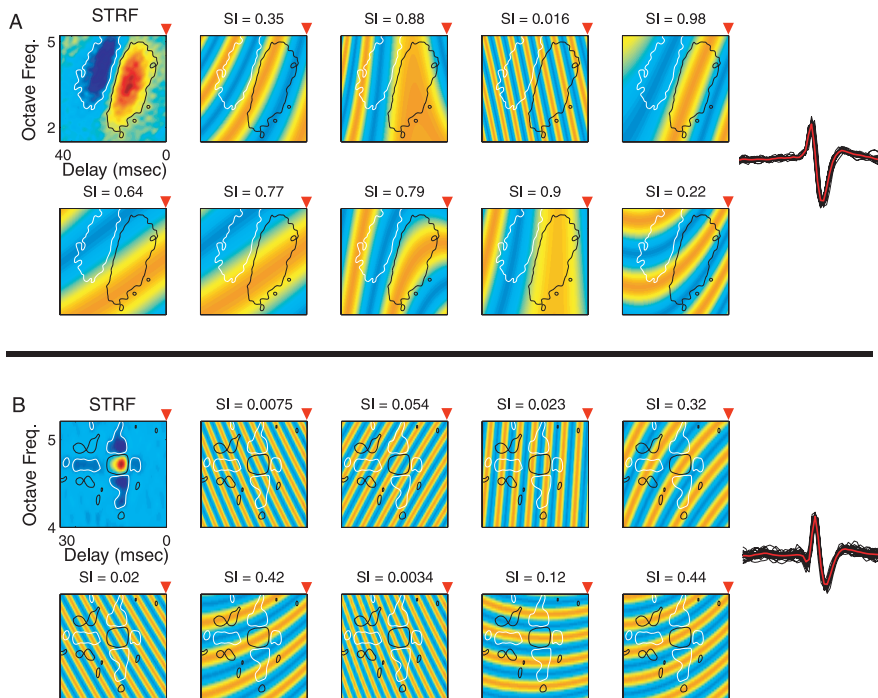 A
STRF
SI = 0.35
SI = 0.88
SI = 0.016
SI = 0.98
Octave Freq.
5
2
40
0
Delay (msec)
SI = 0.64
SI = 0.77
SI = 0.79
SI = 0.9
SI = 0.22
B
STRF
SI = 0.0075
SI = 0.054
SI = 0.023
SI = 0.32
Octave Freq.
5
4
30
0
Delay (msec)
SI = 0.02
SI = 0.42
SI = 0.0034
SI = 0.12
SI = 0.44